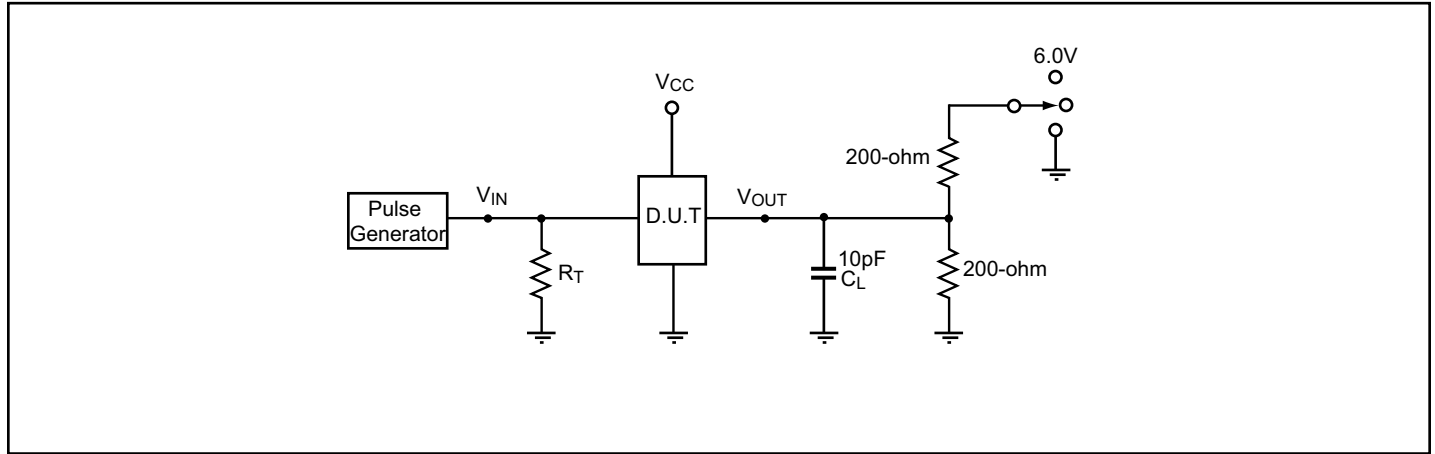 6.0V
VCC
200-ohm
Pulse
Generator
VIN
D.U.T
VOUT
RT
10pF
CL
200-ohm